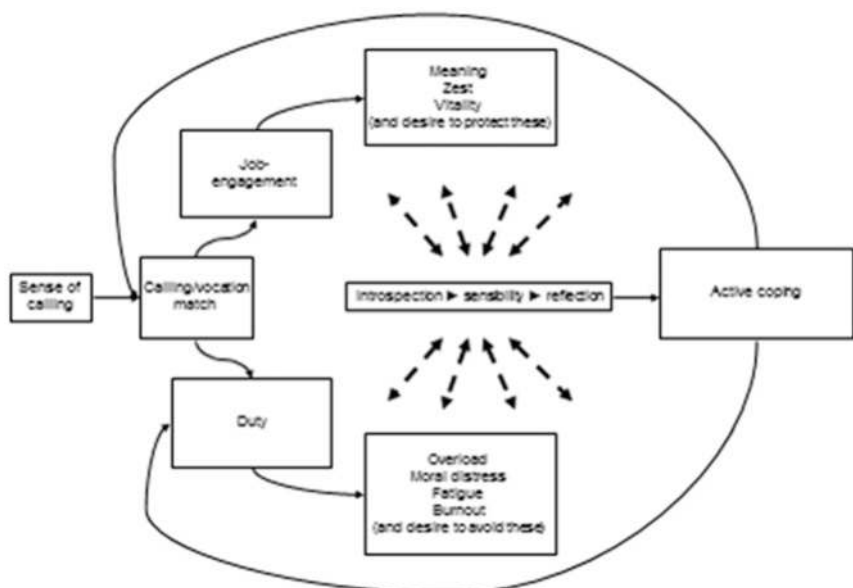 Meaning
Zest
Vitality
(and desire to protect these)
Job-
engagement
Sense of
calling
Calling/vocation
match
Introspection ► sensibility ► reflection
Active coping
Duty
Overload
Moral distress
Fatigue
Burnout
(and desire to avoid these)